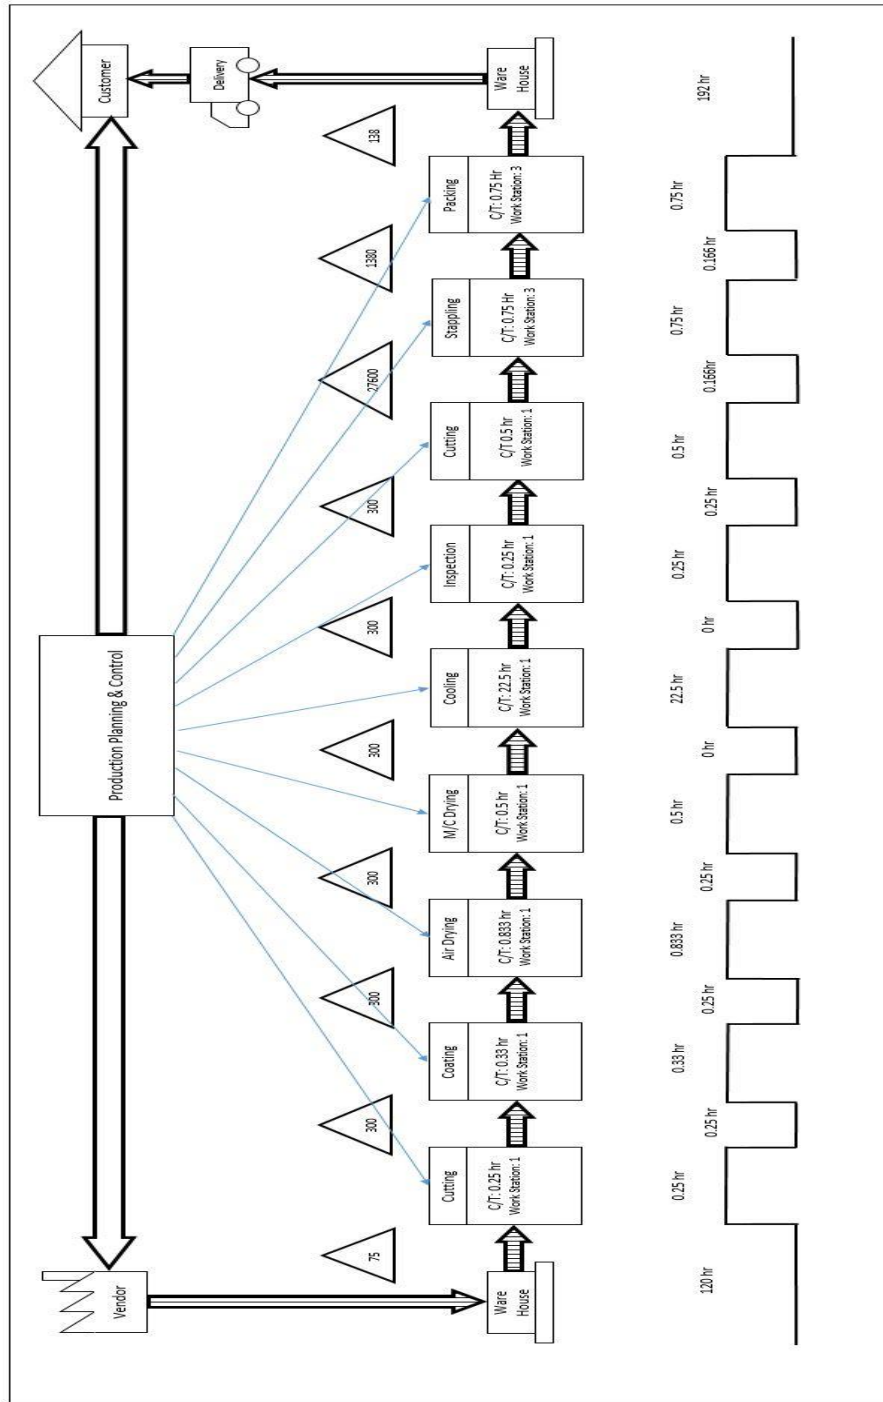 Vendor
Production Planning & Control
Customer
Delivery
75
300
300
300
300
300
300
27600
1380
138
Ware
House
Cutting
C/T: 0.25 hr
Work Station: 1
Coating
C/T: 0.33 hr
Work Station: 1
Air Drying
C/T: 0.833 hr
Work Station: 1
M/C Drying
C/T: 0.5 hr
Work Station: 1
Cooling
C/T: 22.5 hr
Work Station: 1
Inspection
C/T: 0.25 hr
Work Station: 1
Cutting
C/T 0.5 hr
Work Station: 1
Stappling
C/T: 0.75 Hr
Work Station: 3
Packing
C/T: 0.75 Hr
Work Station: 3
Ware
House
120 hr
0.25 hr
0.25 hr
0.33 hr
0.25 hr
0.833 hr
0.25 hr
0.5 hr
0 hr
22.5 hr
0 hr
0.25 hr
0.25 hr
0.5 hr
0.166hr
0.75 hr
0.166 hr
0.75 hr
192 hr